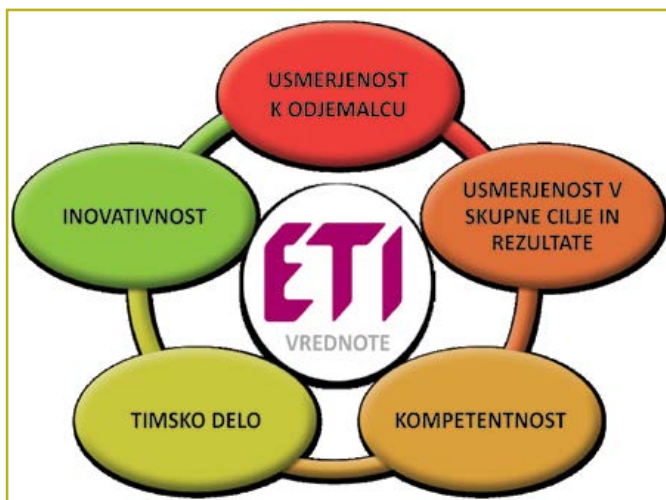 USMERJENOST
K ODJEMALCU
USMERJENOST V
SKUPNE CILJE IN
REZULTATE
KOMPETENTNOST
TIMSKO DELO
INOVATIVNOST
ETI
VREDNOTE